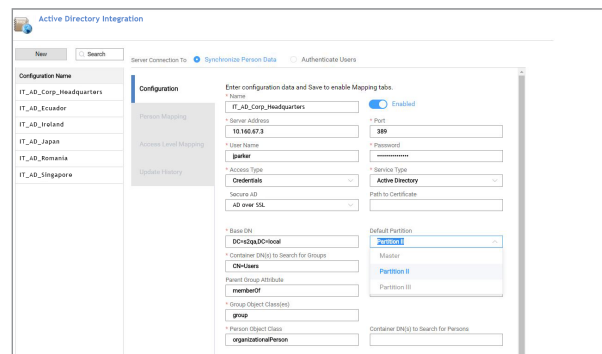 Active Directory Integration
New
Search
Server Connection To
Synchronize Person Data
Authenticate Users
Configuration Name
IT_AD_Corp_Headquarters
IT_AD_Ecuador
IT_AD_Ireland
IT_AD_Japan
IT_AD_Romania
IT_AD_Singapore
Configuration
Person Mapping
Access Level Mapping
Update History
Enter configuration data and Save to enable Mapping tabs.
* Name
IT_AD_Corp_Headquarters
Enabled
* Server Address
* Port
10.160.67.3
389
* User Name
* Password
jparker
****************
* Access Type
* Service Type
Credentials
Active Directory
Secure AD
Path to Certificate
AD over SSL
* Base DN
Default Partition
DC=s2qa,DC=local
Partition II
* Container DN(s) to Search for Groups
Master
CN=Users
Partition II
Parent Group Attribute
Partition III
memberOf
* Group Object Class(es)
group
* Person Object Class
Container DN(s) to Search for Persons
organizationalPerson